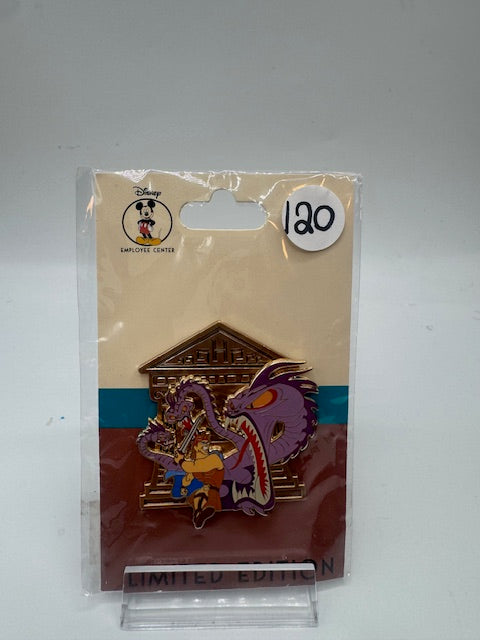 Disney
EMPLOYEE CENTER
120
LIMITED EDITION